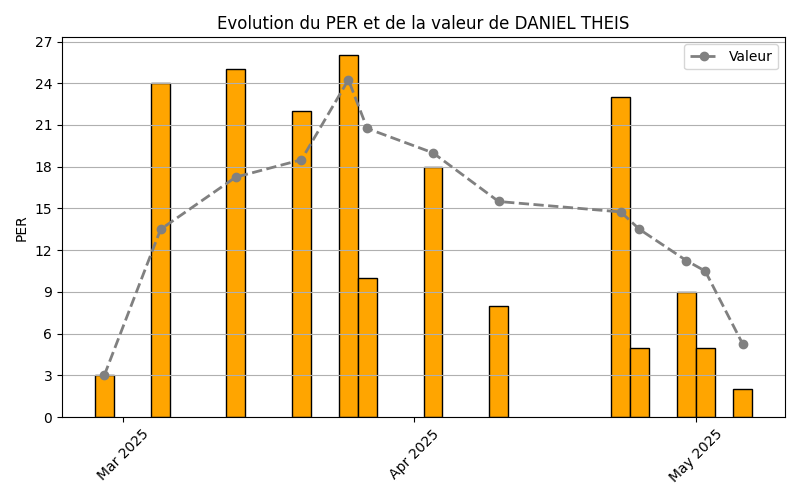 Evolution du PER et de la valeur de DANIEL THEIS
27
24
21
18
15
12
9
6
3
0
PER
Valeur
Mar 2025
Apr 2025
May 2025